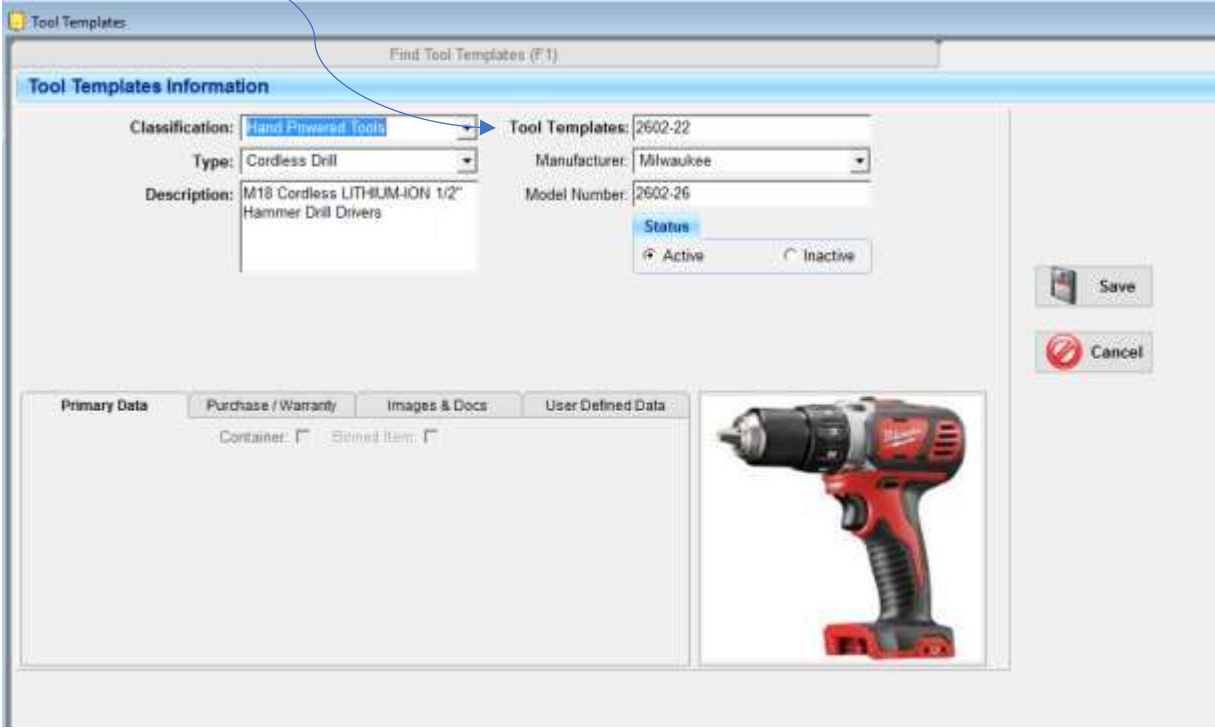 Tool Templates
Find Tool Templates (F1)
Tool Templates Information
Classification: Hand Powered Tools
Tool Templates: 2602-22
Type: Cordless Drill
Manufacturer: Milwaukee
Description: M18 Cordless LITHIUM-ION 1/2"
Hammer Drill Drivers
Model Number: 2602-26
Status
Active
Inactive
Save
Cancel
Primary Data
Purchase / Warranty
Images & Docs
User Defined Data
Container:
Binned Item:
Milwaukee